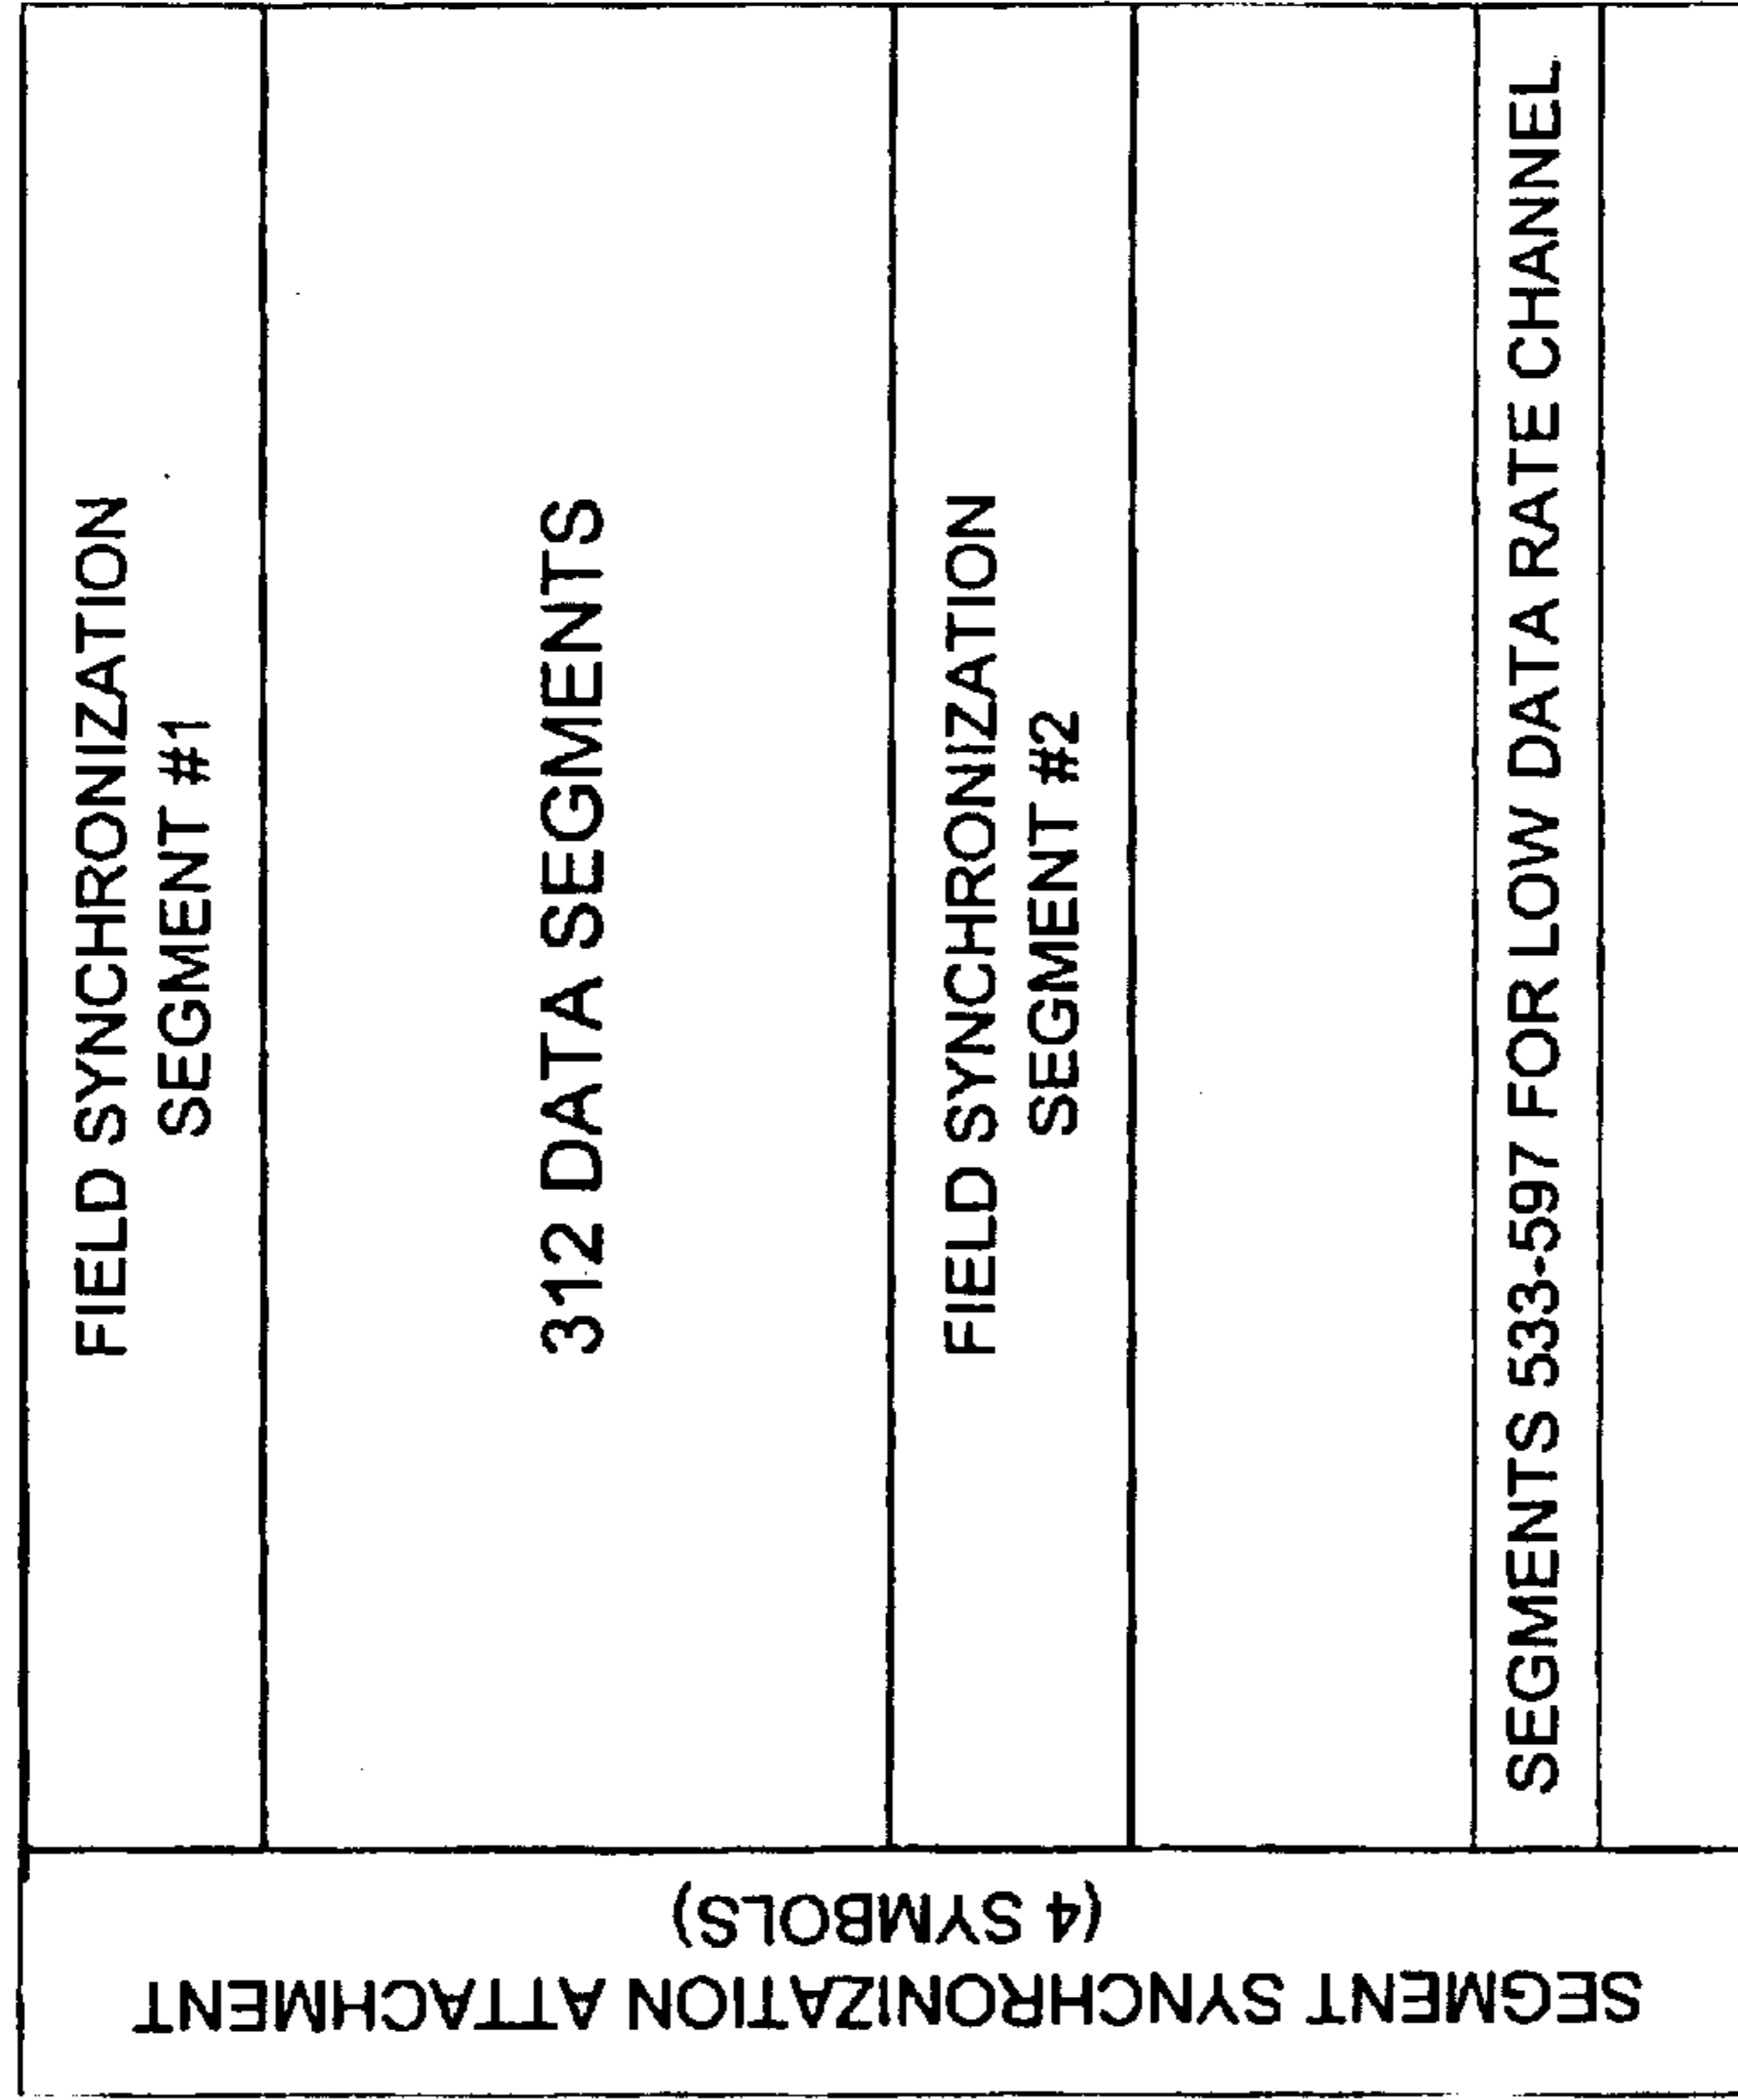 SEGMENT SYNCHRONIZATION ATTACHMENT
(4 SYMBOLS)
FIELD SYNCHRONIZATION
SEGMENT #1
312 DATA SEGMENTS
FIELD SYNCHRONIZATION
SEGMENT #2
SEGMENTS 533-597 FOR LOW DATA RATE CHANNEL